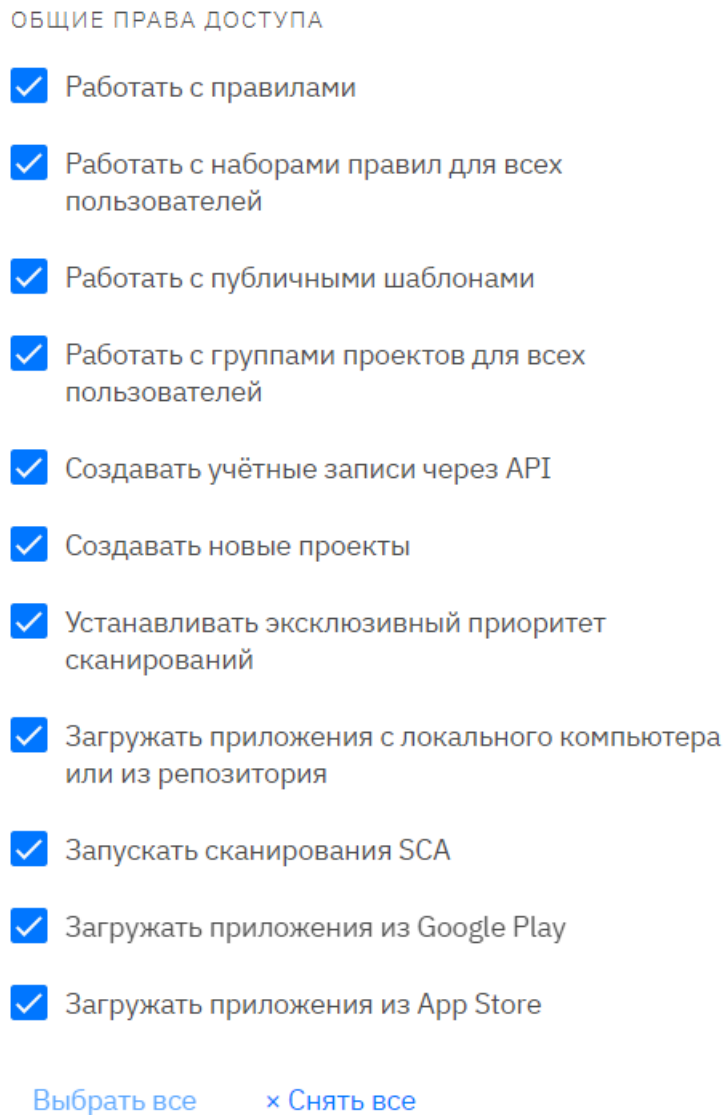 ОБЩИЕ ПРАВА ДОСТУПА
Работать с правилами
Работать с наборами правил для всех
пользователей
Работать с публичными шаблонами
Работать с группами проектов для всех
пользователей
Создавать учётные записи через API
Создавать новые проекты
Устанавливать эксклюзивный приоритет
сканирований
Загружать приложения с локального компьютера
или из репозитория
Запускать сканирования SCA
Загружать приложения из Google Play
Загружать приложения из App Store
Выбрать все × Снять все